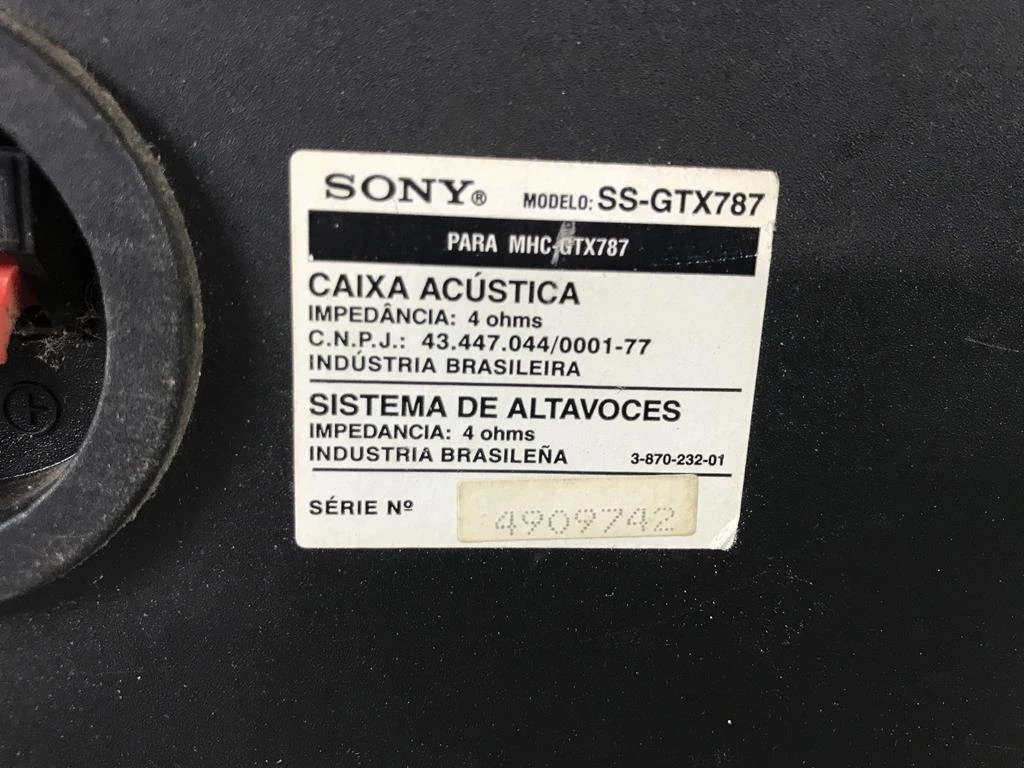 SONY®
MODELO: SS-GTX787
PARA MHC-GTX787
CAIXA ACÚSTICA
IMPEDÂNCIA: 4 ohms
C.N.P.J.: 43.447.044/0001-77
INDÚSTRIA BRASILEIRA
SISTEMA DE ALTAVOCES
IMPEDANCIA: 4 ohms
INDUSTRIA BRASILEÑA 3-870-232-01
SÉRIE Nº 4909742